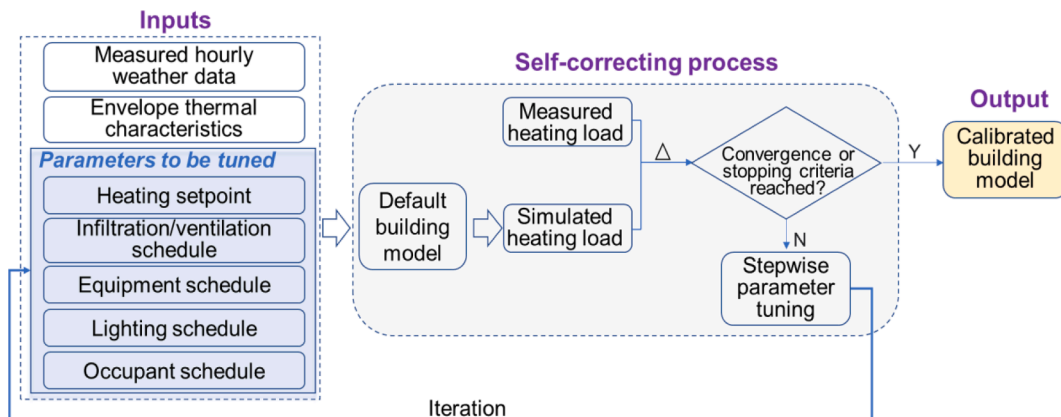 Inputs
Measured hourly
weather data
Envelope thermal
characteristics
Parameters to be tuned
Heating setpoint
Infiltration/ventilation
schedule
Equipment schedule
Lighting schedule
Occupant schedule
Self-correcting process
Default
building
model
Measured
heating load
Simulated
heating load
△
Convergence or
stopping criteria
reached?
Y
N
Stepwise
parameter
tuning
Output
Calibrated
building
model
Iteration